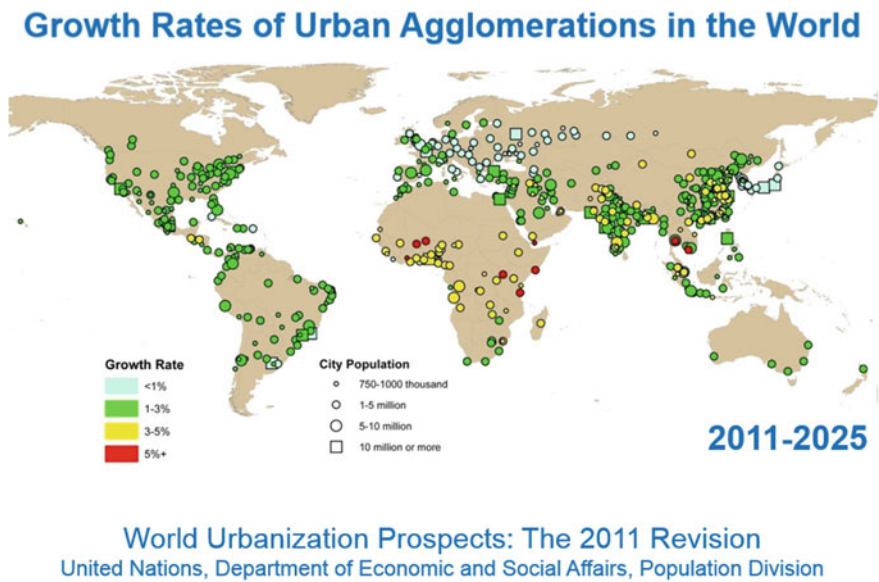 Growth Rates of Urban Agglomerations in the World
Growth Rate
<1%
1-3%
3-5%
5%+
City Population
750-1000 thousand
1-5 million
5-10 million
10 million or more
2011-2025
World Urbanization Prospects: The 2011 Revision
United Nations, Department of Economic and Social Affairs, Population Division